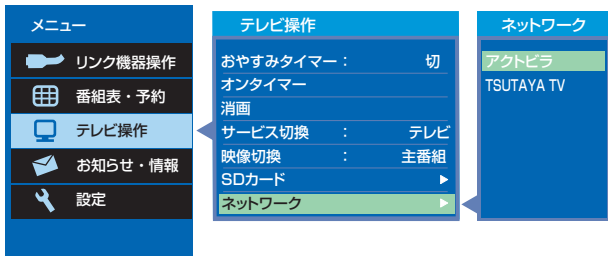 メニュー
リンク機器操作
番組表・予約
テレビ操作
お知らせ・情報
設定
テレビ操作
おやすみタイマー： 切
オンタイマー
消画
サービス切換 ： テレビ
映像切換 ： 主番組
SDカード
ネットワーク
ネットワーク
アクトビラ
TSUTAYA TV